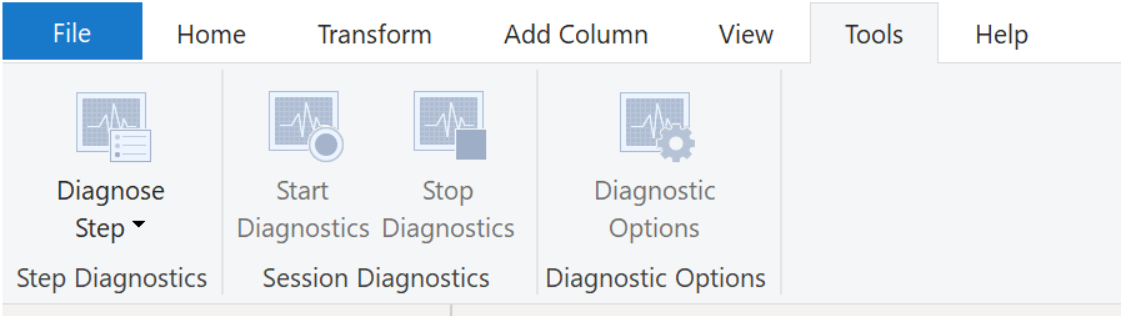 File Home Transform Add Column View Tools Help
Diagnose
Step
Start
Diagnostics
Stop
Diagnostics
Diagnostic
Options
Step Diagnostics
Session Diagnostics
Diagnostic Options